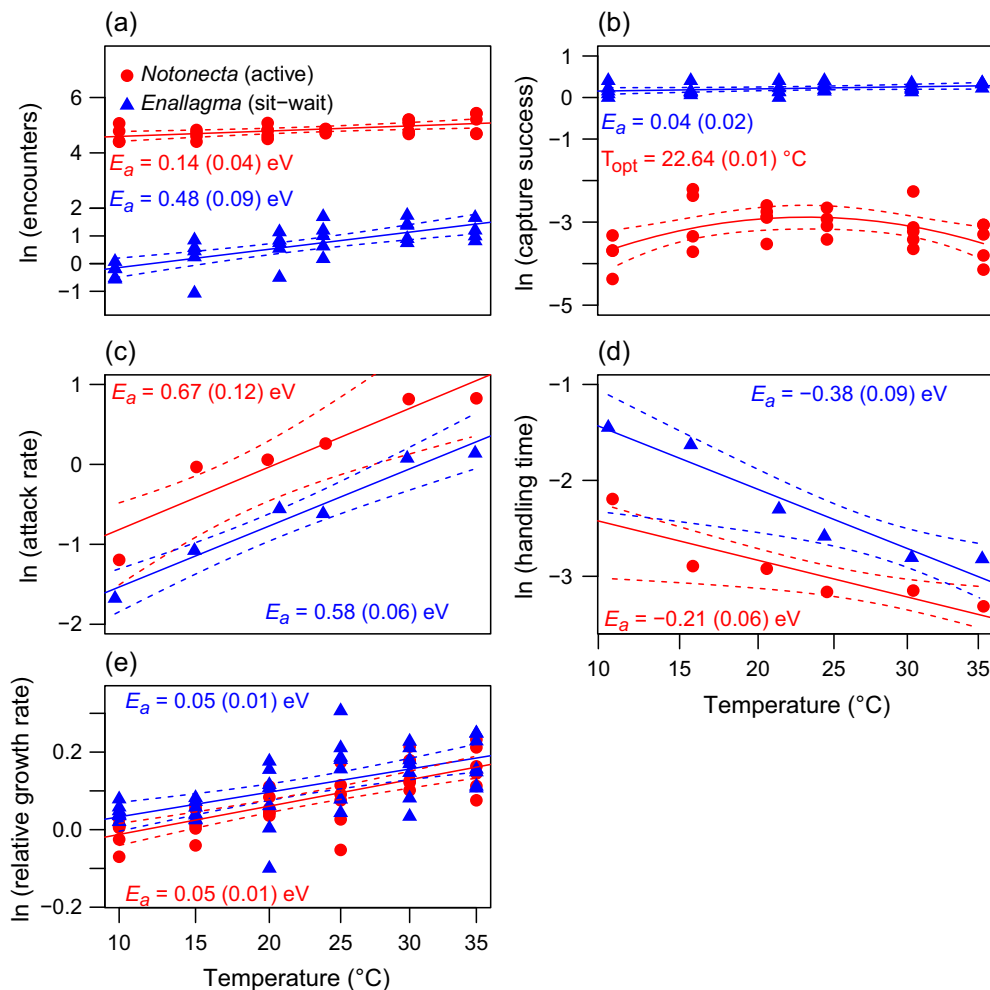 (a)
ln (encounters)
6
4
2
1
0
−1
Notonecta (active)
Enallagma (sit−wait)
Ea = 0.14 (0.04) eV
Ea = 0.48 (0.09) eV
(b)
ln (capture success)
1
0
−1
−3
−5
Ea = 0.04 (0.02)
Topt = 22.64 (0.01) °C
(c)
ln (attack rate)
1
0
−1
−2
Ea = 0.67 (0.12) eV
Ea = 0.58 (0.06) eV
(d)
ln (handling time)
−1
−2
−3
Ea = −0.38 (0.09) eV
Ea = −0.21 (0.06) eV
10 15 20 25 30 35
Temperature (°C)
(e)
ln (relative growth rate)
0.2
0.0
−0.2
Ea = 0.05 (0.01) eV
Ea = 0.05 (0.01) eV
10 15 20 25 30 35
Temperature (°C)